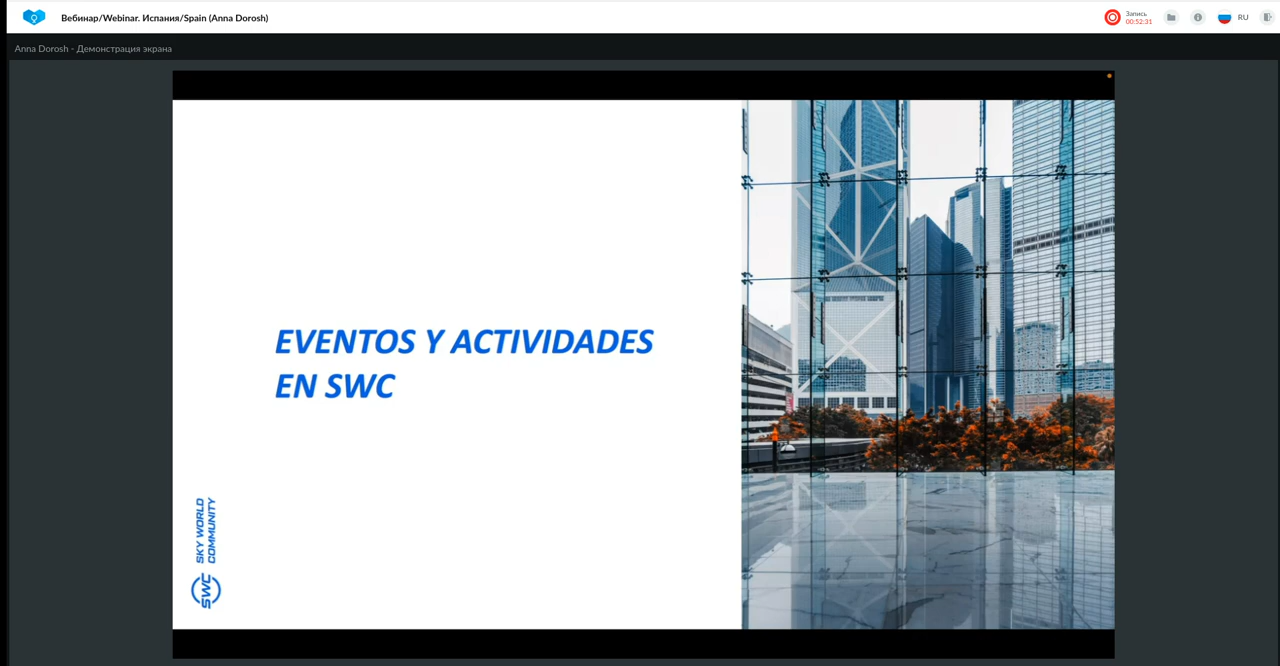 Вебинар/Webinar. Испания/Spain (Anna Dorosh)
Запись
00:52:31
RU
Anna Dorosh - Демонстрация экрана
EVENTOS Y ACTIVIDADES
EN SWC
SKY WORLD
COMMUNITY
SWC